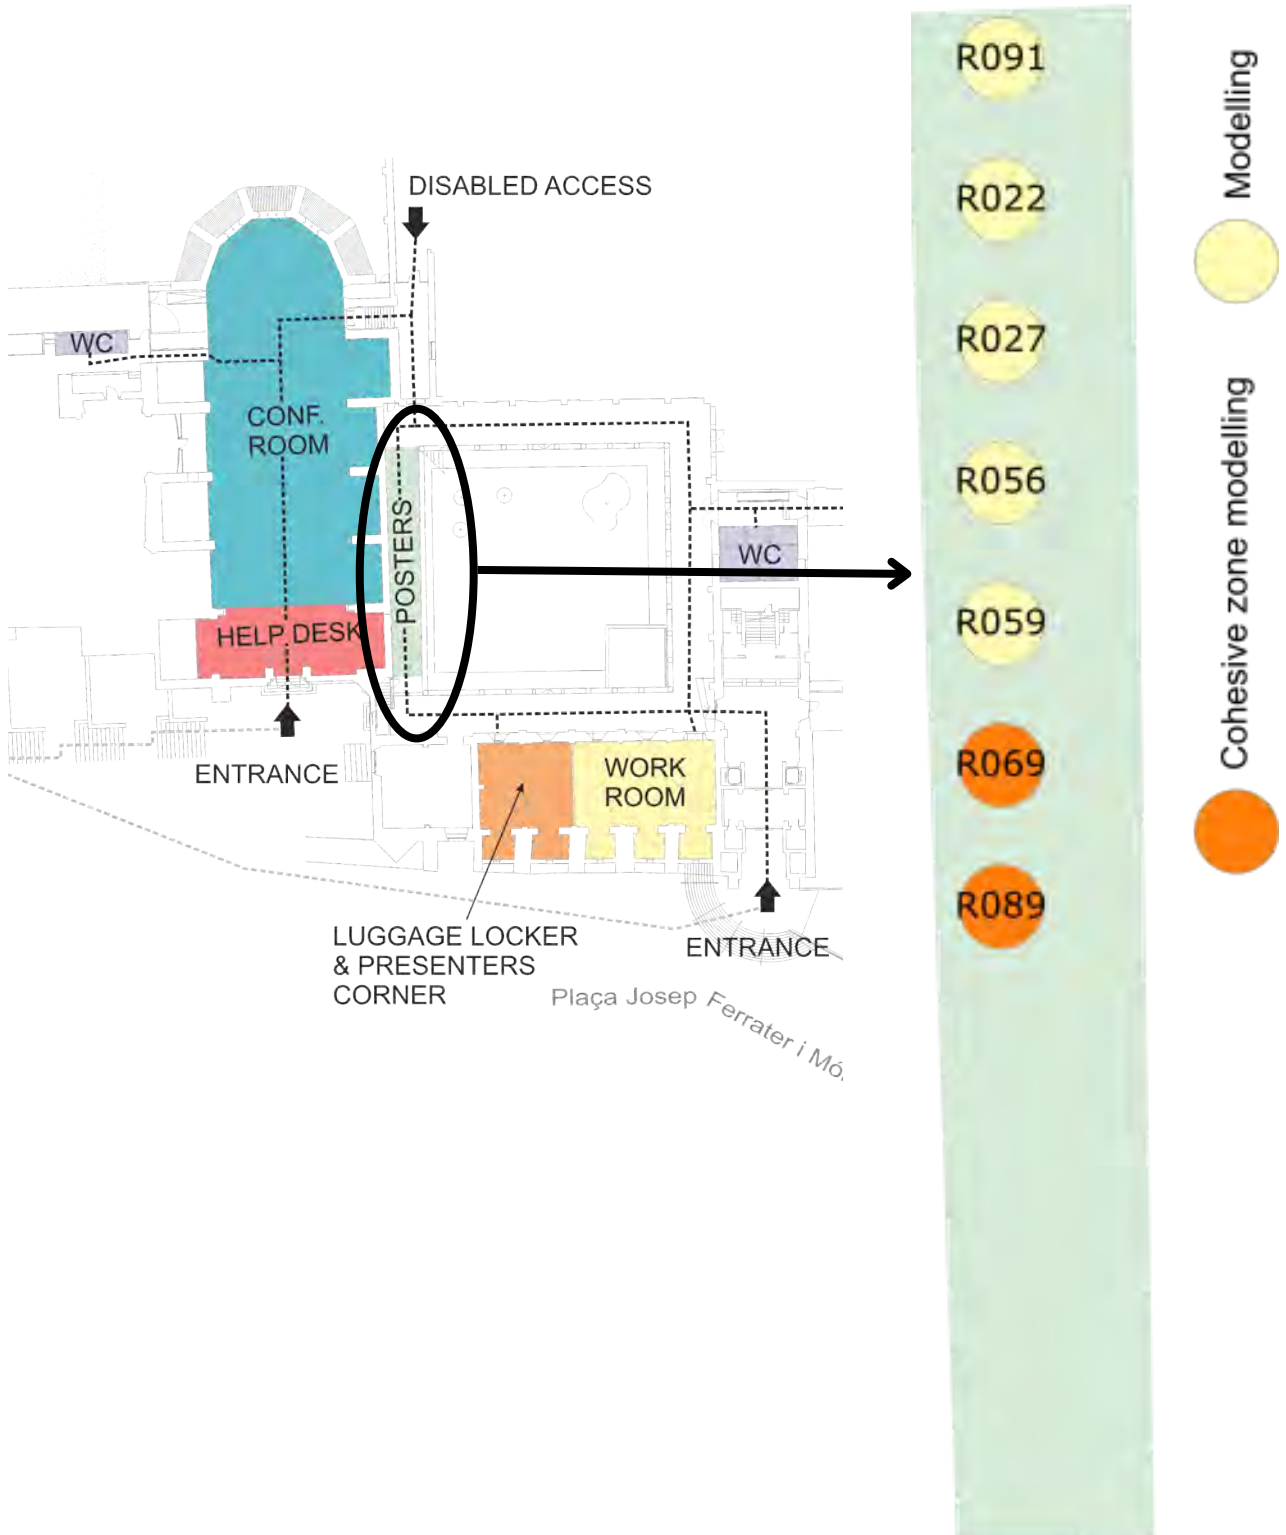 DISABLED ACCESS
WC
CONF.
ROOM
POSTERS
WC
HELP DESK
ENTRANCE
WORK
ROOM
LUGGAGE LOCKER
& PRESENTERS
CORNER
ENTRANCE
Plaça Josep Ferrater i Mó
R091
R022
R027
R056
R059
R069
R089
Modelling
Cohesive zone modelling